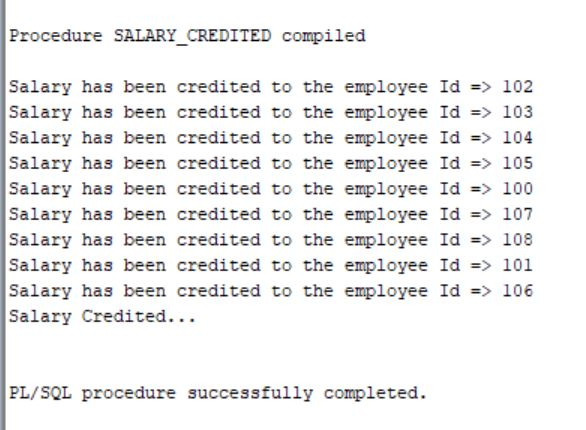 Procedure SALARY_CREDITED compiled
Salary has been credited to the employee Id => 102
Salary has been credited to the employee Id => 103
Salary has been credited to the employee Id => 104
Salary has been credited to the employee Id => 105
Salary has been credited to the employee Id => 100
Salary has been credited to the employee Id => 107
Salary has been credited to the employee Id => 108
Salary has been credited to the employee Id => 101
Salary has been credited to the employee Id => 106
Salary Credited...
PL/SQL procedure successfully completed.